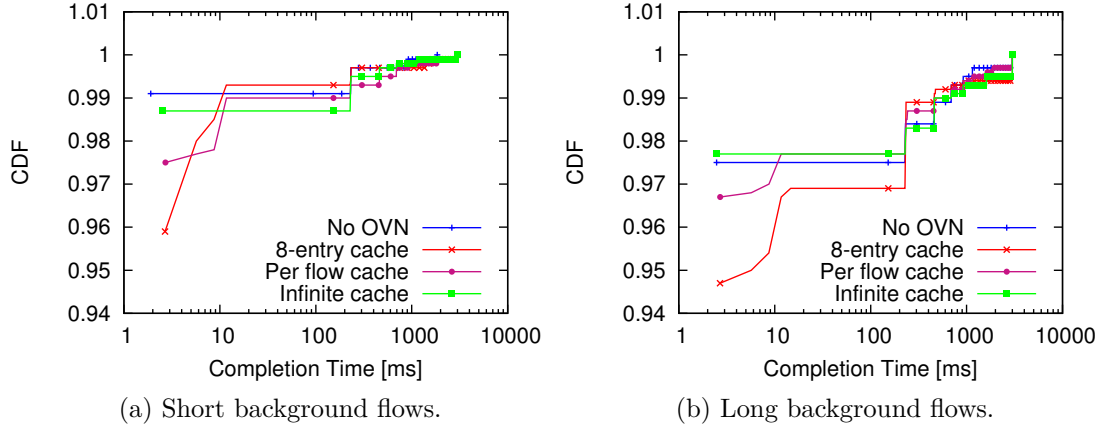 1.01
1
0.99
0.98
0.97
0.96
0.95
0.94
CDF
No OVN
8-entry cache
Per flow cache
Infinite cache
1 10 100 1000 10000
Completion Time [ms]
(a) Short background flows.
1.01
1
0.99
0.98
0.97
0.96
0.95
0.94
CDF
No OVN
8-entry cache
Per flow cache
Infinite cache
1 10 100 1000 10000
Completion Time [ms]
(b) Long background flows.